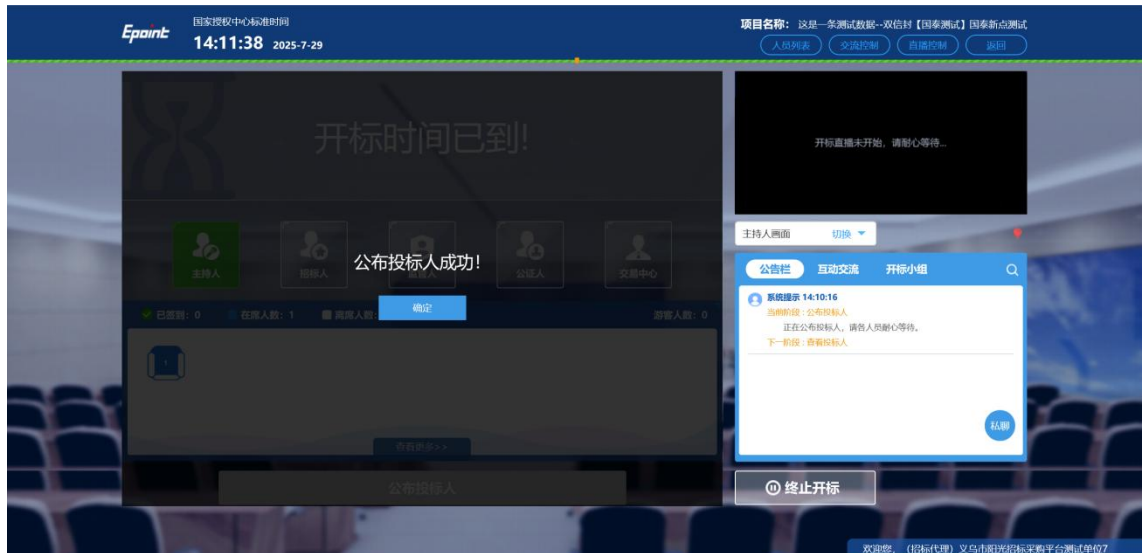 Epoint
国家授权中心标准时间
14:11:38 2025-7-29
项目名称： 这是一条测试数据--双信封【国泰测试】国泰新点测试
人员列表 交流控制 直播控制 返回
开标时间已到!
开标直播未开始，请耐心等待...
主持人 招标人 公证人 交易中心
公布投标人成功！
确定
主持人画面 切换
已签到：0 在席人数：1 离席人数： 游客人数：0
1
查看更多>>
公布投标人
公告栏 互动交流 开标小组
系统提示 14:10:16
当前阶段：公布投标人
正在公布投标人，请各人员耐心等待。
下一阶段：查看投标人
私聊
终止开标
欢迎您，（招标代理）义乌市阳光招标采购平台测试单位7